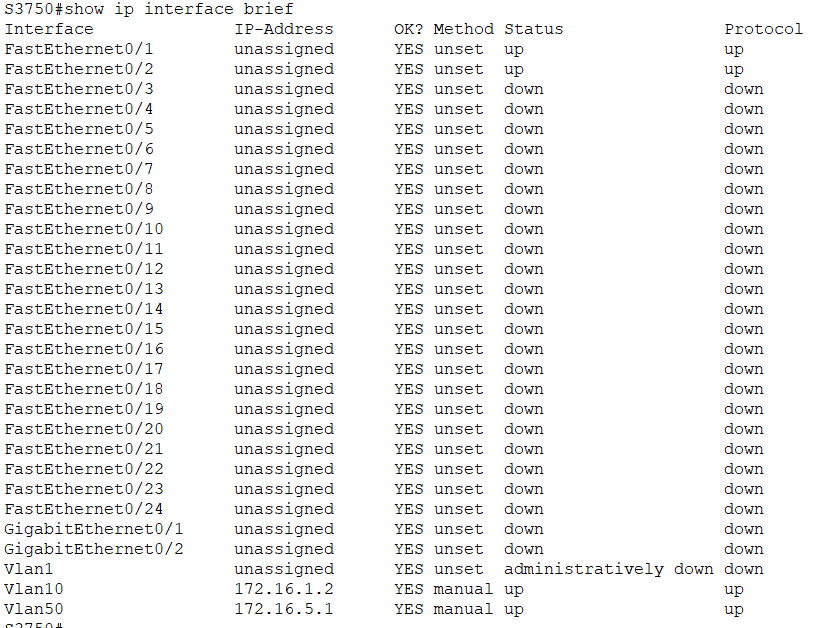 S3750#show ip interface brief
Interface              IP-Address      OK? Method Status                Protocol
FastEthernet0/1        unassigned      YES unset  up                    up
FastEthernet0/2        unassigned      YES unset  up                    up
FastEthernet0/3        unassigned      YES unset  down                  down
FastEthernet0/4        unassigned      YES unset  down                  down
FastEthernet0/5        unassigned      YES unset  down                  down
FastEthernet0/6        unassigned      YES unset  down                  down
FastEthernet0/7        unassigned      YES unset  down                  down
FastEthernet0/8        unassigned      YES unset  down                  down
FastEthernet0/9        unassigned      YES unset  down                  down
FastEthernet0/10       unassigned      YES unset  down                  down
FastEthernet0/11       unassigned      YES unset  down                  down
FastEthernet0/12       unassigned      YES unset  down                  down
FastEthernet0/13       unassigned      YES unset  down                  down
FastEthernet0/14       unassigned      YES unset  down                  down
FastEthernet0/15       unassigned      YES unset  down                  down
FastEthernet0/16       unassigned      YES unset  down                  down
FastEthernet0/17       unassigned      YES unset  down                  down
FastEthernet0/18       unassigned      YES unset  down                  down
FastEthernet0/19       unassigned      YES unset  down                  down
FastEthernet0/20       unassigned      YES unset  down                  down
FastEthernet0/21       unassigned      YES unset  down                  down
FastEthernet0/22       unassigned      YES unset  down                  down
FastEthernet0/23       unassigned      YES unset  down                  down
FastEthernet0/24       unassigned      YES unset  down                  down
GigabitEthernet0/1     unassigned      YES unset  down                  down
GigabitEthernet0/2     unassigned      YES unset  down                  down
Vlan1                  unassigned      YES unset  administratively down down
Vlan10                 172.16.1.2      YES manual up                    up
Vlan50                 172.16.5.1      YES manual up                    up
S3750#